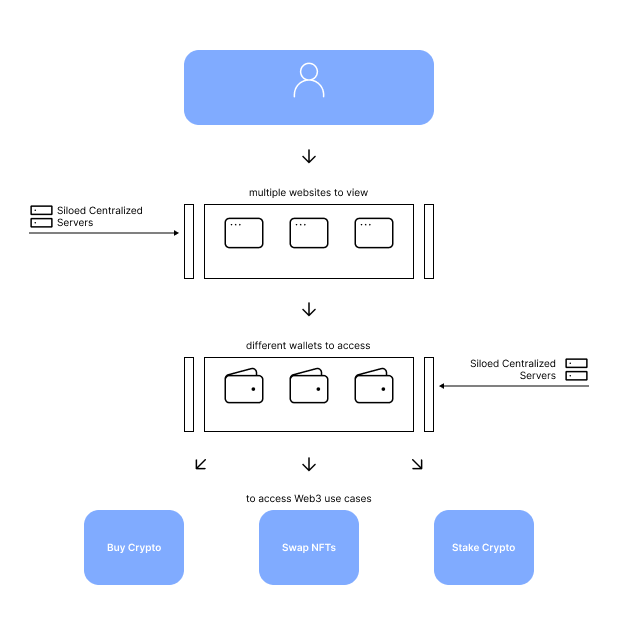 multiple websites to view
Siloed Centralized
Servers
different wallets to access
Siloed Centralized
Servers
to access Web3 use cases
Buy Crypto
Swap NFTs
Stake Crypto